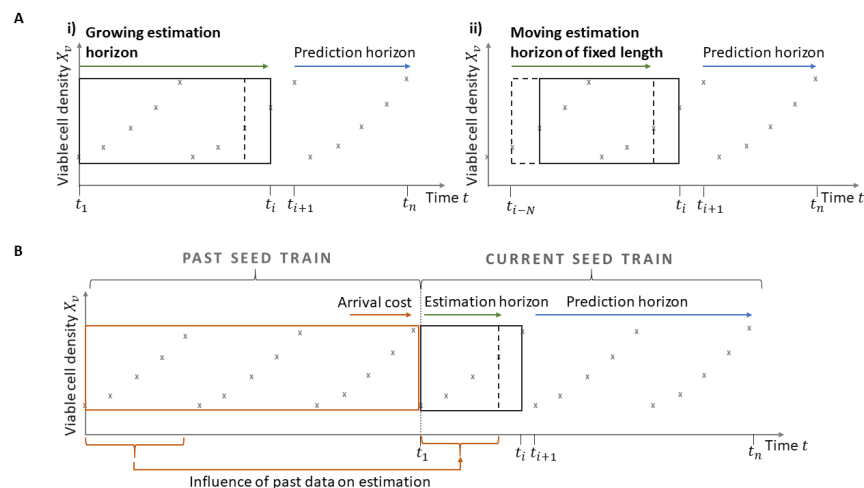 A
i)
Growing estimation
horizon
Prediction horizon
Viable cell density X_v
t_1
t_i
t_{i+1}
t_n
Time t
ii)
Moving estimation
horizon of fixed length
Prediction horizon
Viable cell density X_v
t_{i-N}
t_i
t_{i+1}
t_n
Time t
B
PAST SEED TRAIN
CURRENT SEED TRAIN
Arrival cost
Estimation horizon
Prediction horizon
Viable cell density X_v
t_1
t_i
t_{i+1}
t_n
Time t
Influence of past data on estimation